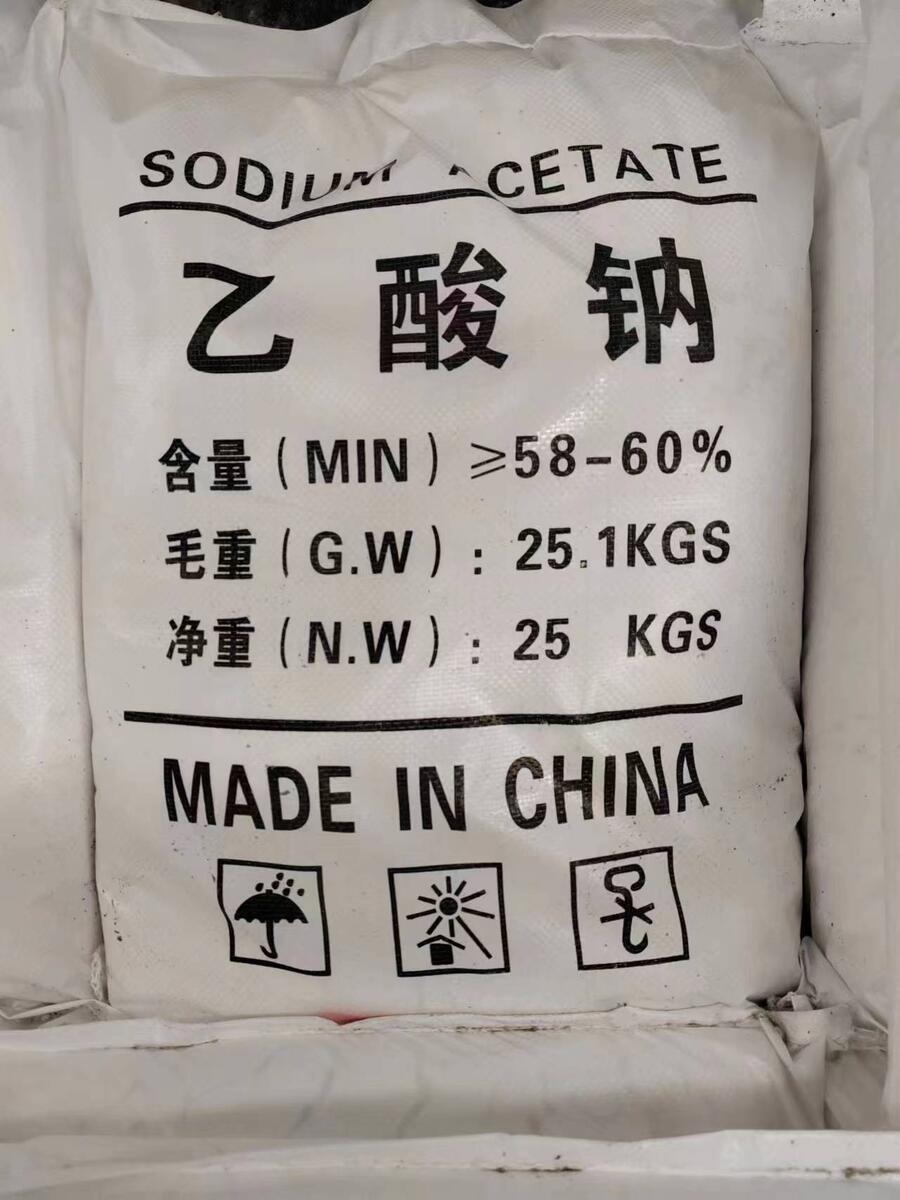 SODIUM ACETATE
乙酸钠
含量(MIN)≥58-60%
毛重(G.W):25.1KGS
净重(N.W):25 KGS
MADE IN CHINA